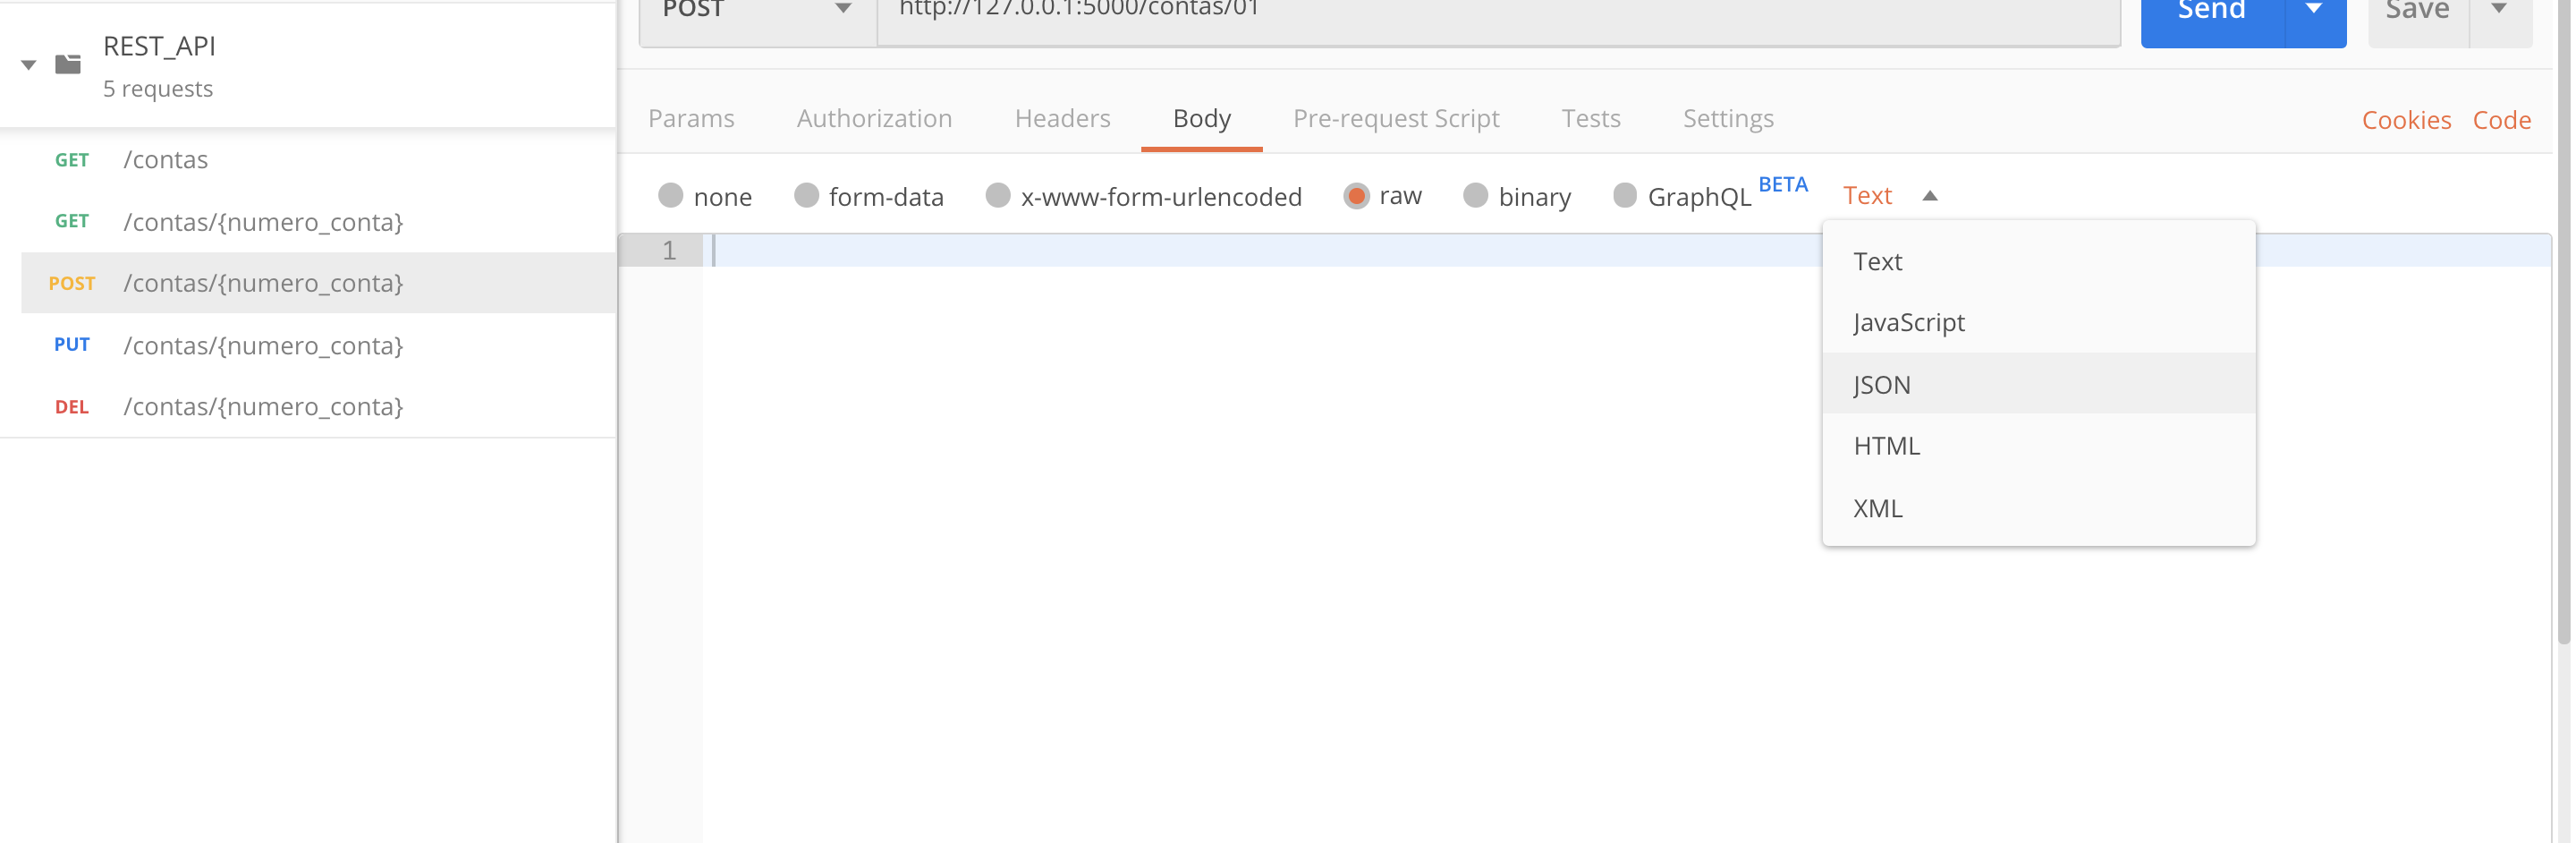 REST_API
5 requests
GET /contas
GET /contas/{numero_conta}
POST /contas/{numero_conta}
PUT /contas/{numero_conta}
DEL /contas/{numero_conta}
POST http://127.0.0.1:5000/contas/01 Send Save
Params Authorization Headers Body Pre-request Script Tests Settings Cookies Code
none form-data x-www-form-urlencoded raw binary GraphQL BETA Text
1
Text
JavaScript
JSON
HTML
XML